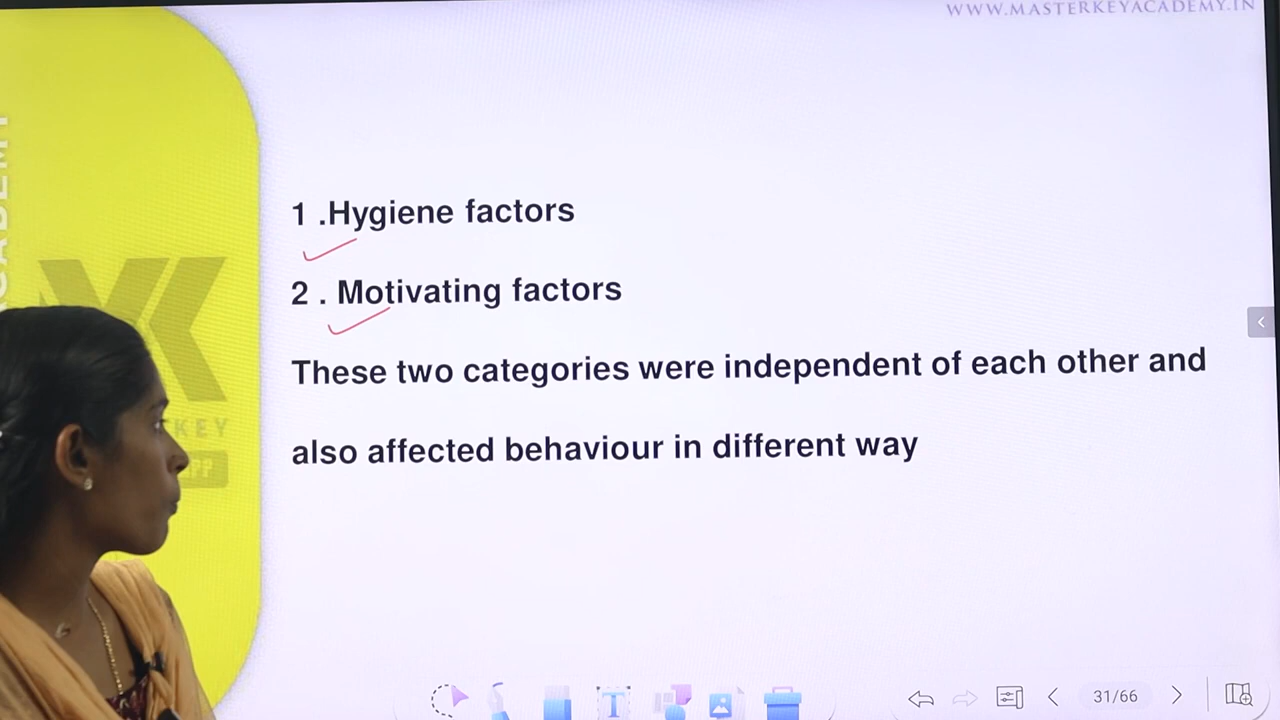 WWW.MASTERKEYACADEMY.IN
1 .Hygiene factors
2 . Motivating factors
These two categories were independent of each other and
also affected behaviour in different way
31/66